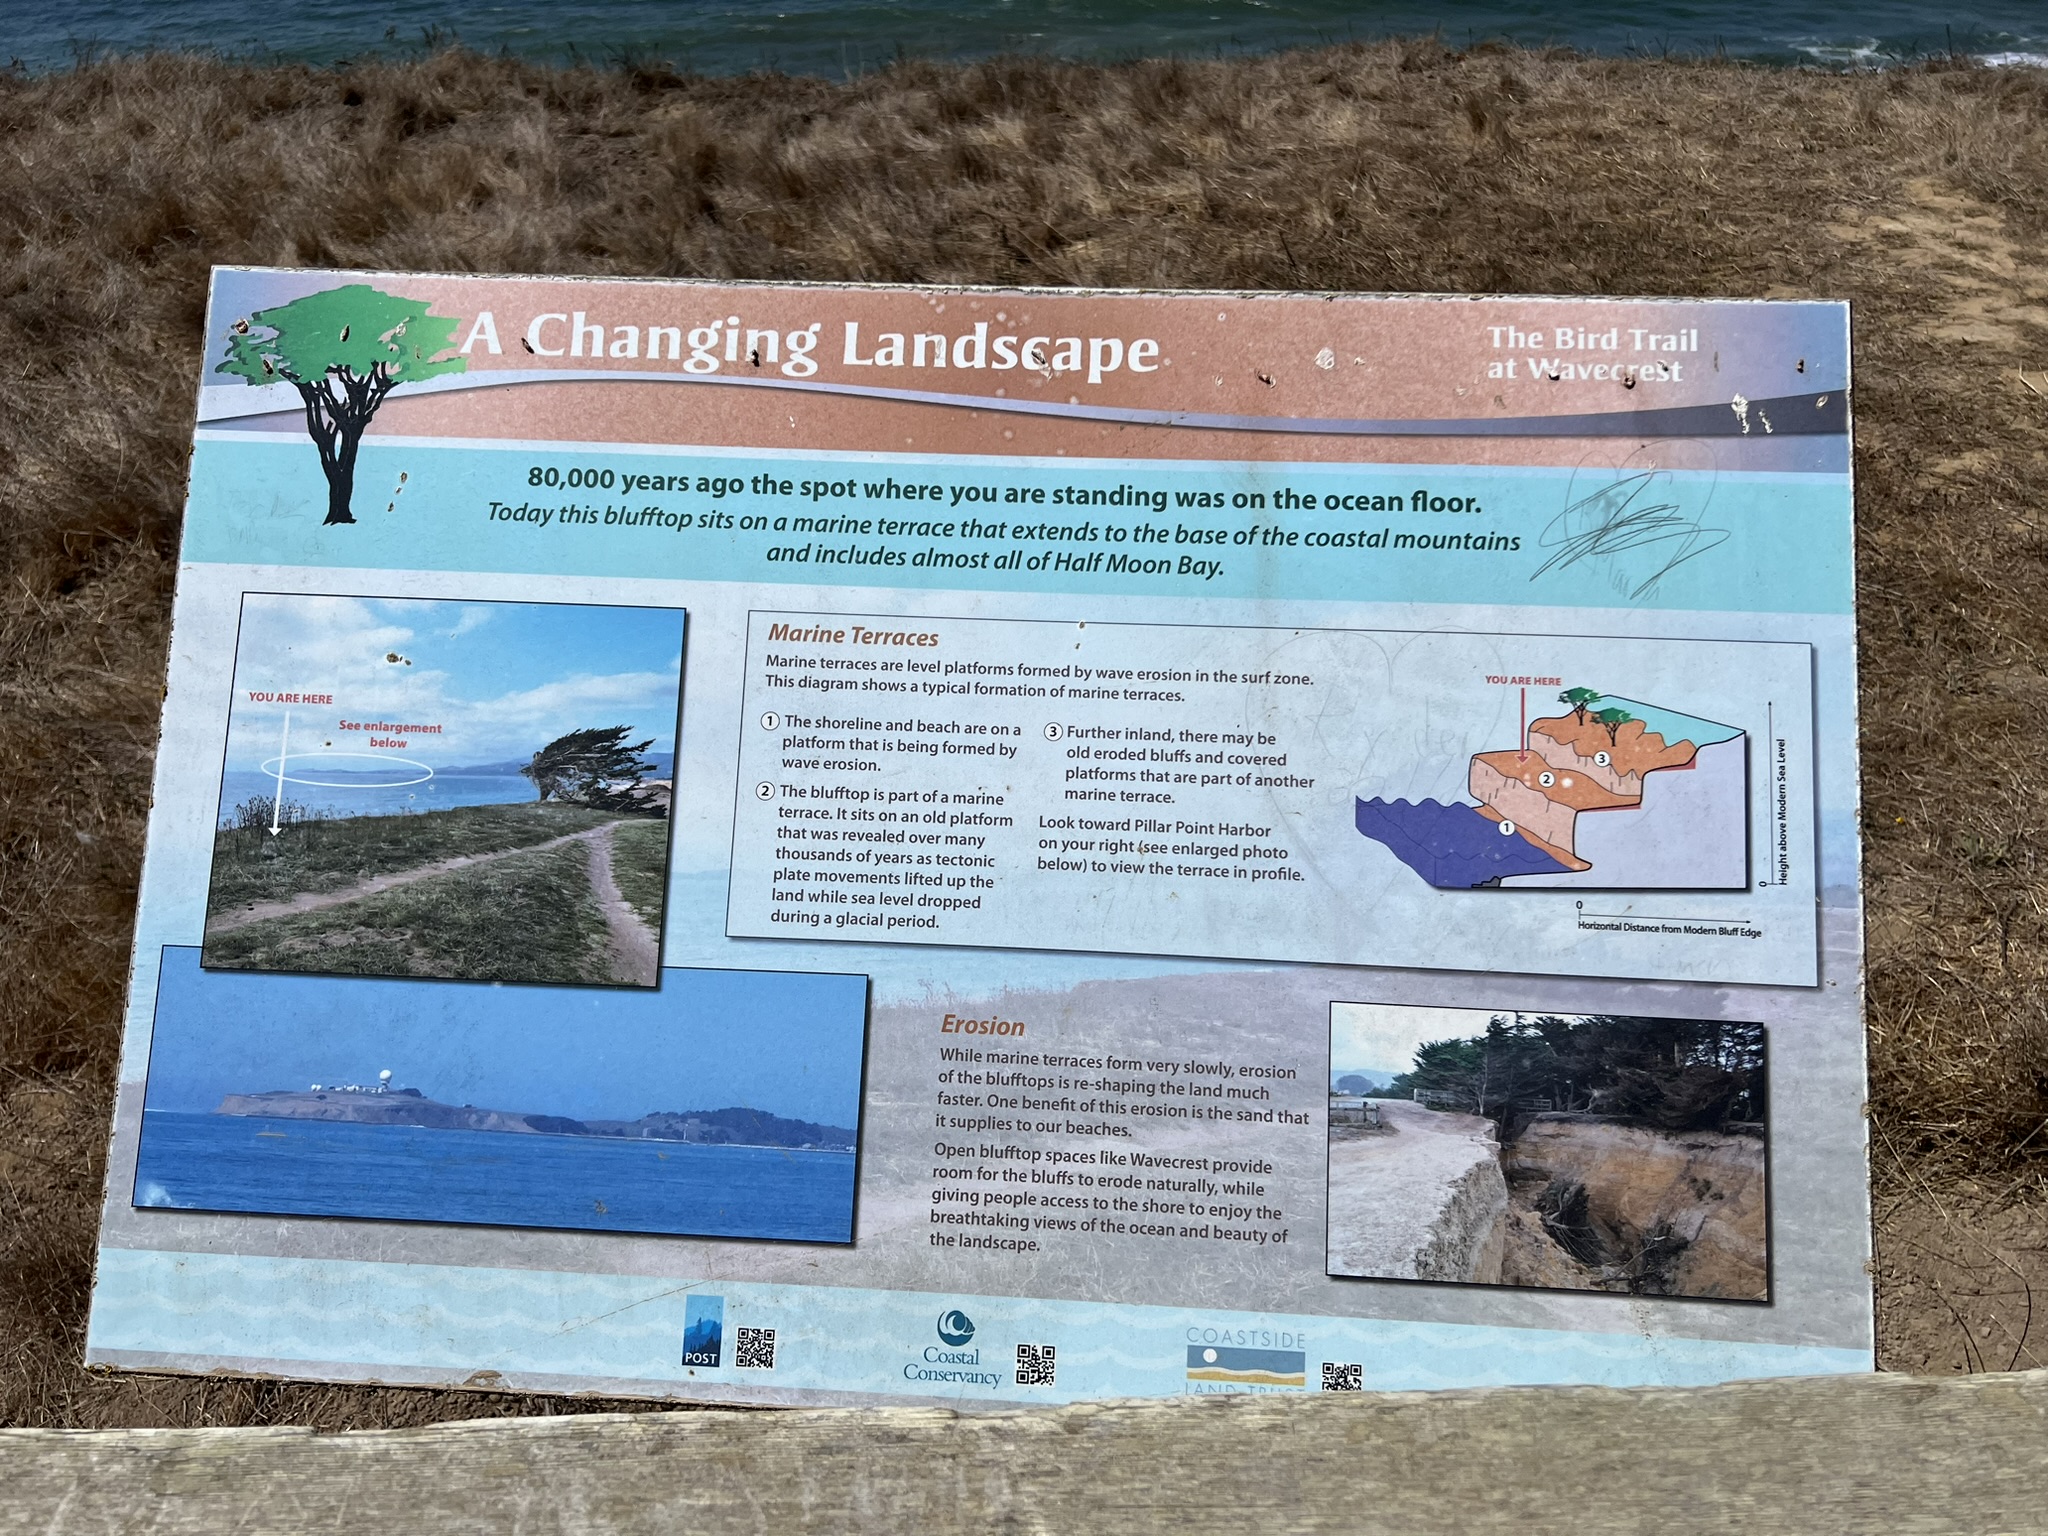 A Changing Landscape
The Bird Trail
at Wavecrest
80,000 years ago the spot where you are standing was on the ocean floor.
Today this blufftop sits on a marine terrace that extends to the base of the coastal mountains
and includes almost all of Half Moon Bay.
YOU ARE HERE
See enlargement
below
Marine Terraces
Marine terraces are level platforms formed by wave erosion in the surf zone.
This diagram shows a typical formation of marine terraces.
1 The shoreline and beach are on a
platform that is being formed by
wave erosion.
2 The blufftop is part of a marine
terrace. It sits on an old platform
that was revealed over many
thousands of years as tectonic
plate movements lifted up the
land while sea level dropped
during a glacial period.
3 Further inland, there may be
old eroded bluffs and covered
platforms that are part of another
marine terrace.
Look toward Pillar Point Harbor
on your right (see enlarged photo
below) to view the terrace in profile.
YOU ARE HERE
3
2
1
Height above Modern Sea Level
0
0
Horizontal Distance from Modern Bluff Edge
Erosion
While marine terraces form very slowly, erosion
of the blufftops is re-shaping the land much
faster. One benefit of this erosion is the sand that
it supplies to our beaches.
Open blufftop spaces like Wavecrest provide
room for the bluffs to erode naturally, while
giving people access to the shore to enjoy the
breathtaking views of the ocean and beauty of
the landscape.
POST
Coastal
Conservancy
COASTSIDE
LAND TRUST